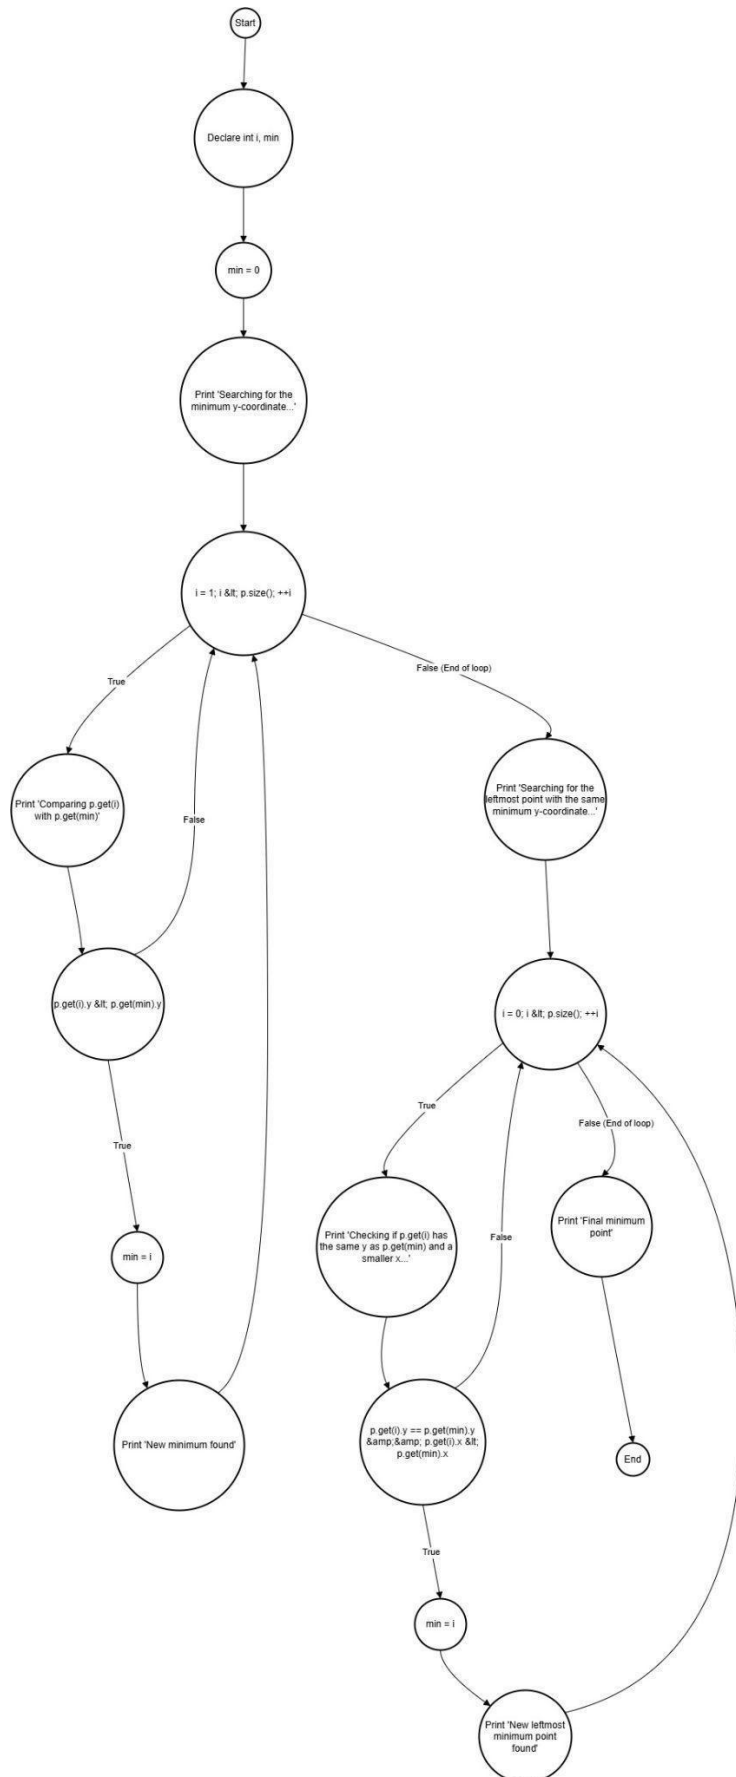 Start
Declare int i, min
min = 0
Print 'Searching for the
minimum y-coordinate...'
i = 1; i &lt; p.size(); ++i
True
False (End of loop)
Print 'Comparing p.get(i)
with p.get(min)'
False
p.get(i).y &lt; p.get(min).y
True
min = i
Print 'New minimum found'
Print 'Searching for the
leftmost point with the same
minimum y-coordinate...'
i = 0; i &lt; p.size(); ++i
True
False (End of loop)
Print 'Checking if p.get(i) has
the same y as p.get(min) and a
smaller x...'
False
Print 'Final minimum
point'
p.get(i).y == p.get(min).y
&amp;&amp; p.get(i).x &lt;
p.get(min).x
End
True
min = i
Print 'New leftmost
minimum point
found'